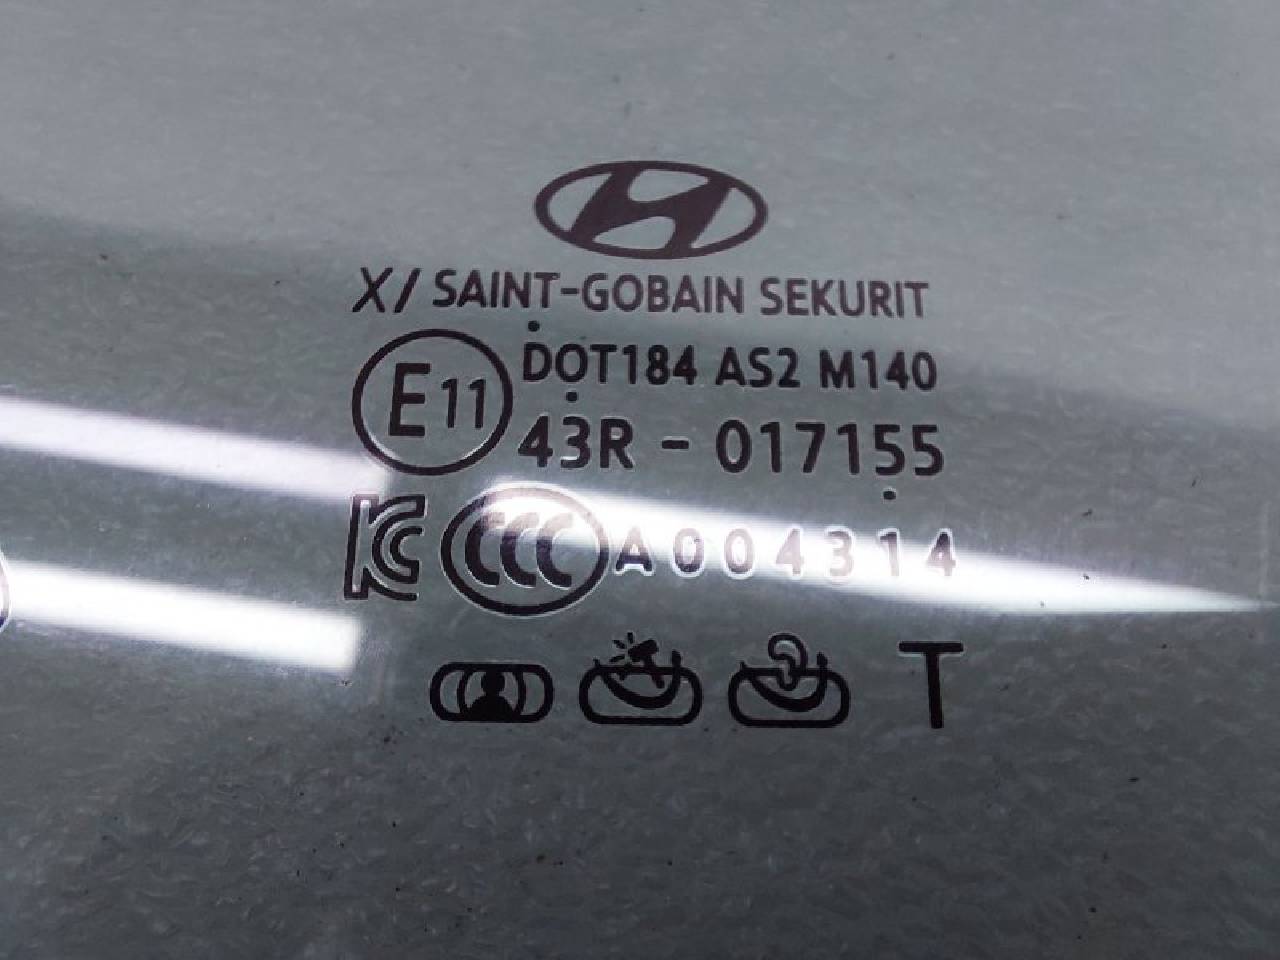 X/ SAINT-GOBAIN SEKURIT
E11 DOT184 AS2 M140
43R - 017155
KC CCC A004314
T